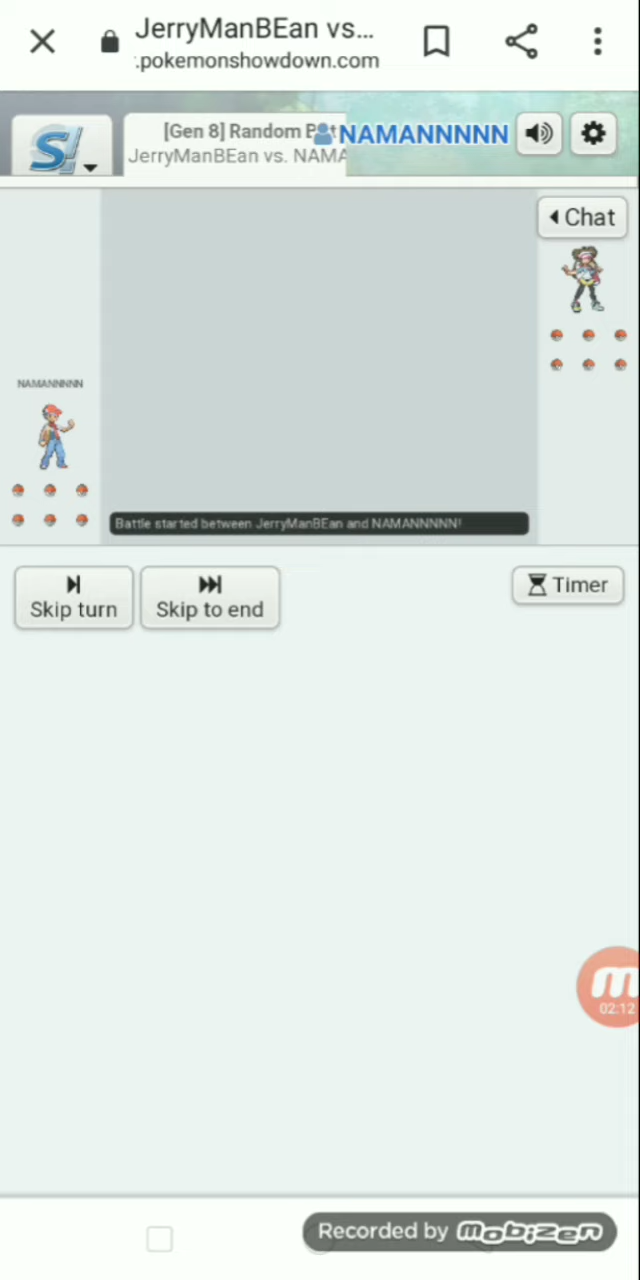 JerryManBEan vs...
.pokemonshowdown.com
[Gen 8] Random B
NAMANNNNN
JerryManBEan vs. NAMA
Chat
NAMANNNNN
Battle started between JerryManBEan and NAMANNNNN!
Skip turn
Skip to end
Timer
02:12
Recorded by mobizen